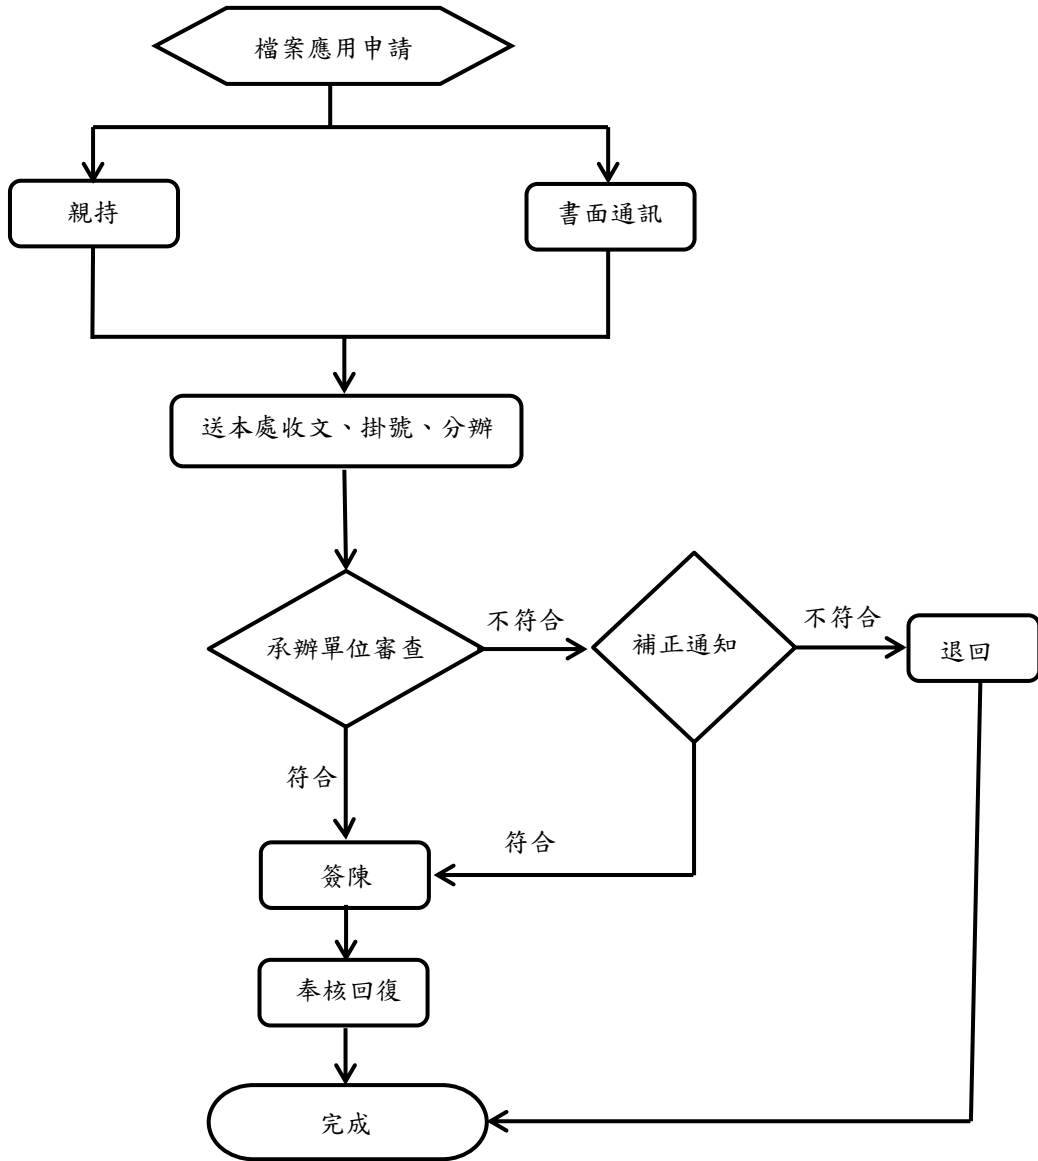 檔案應用申請
親持
書面通訊
送本處收文、掛號、分辦
承辦單位審查
不符合
補正通知
不符合
退回
符合
符合
簽陳
奉核回復
完成